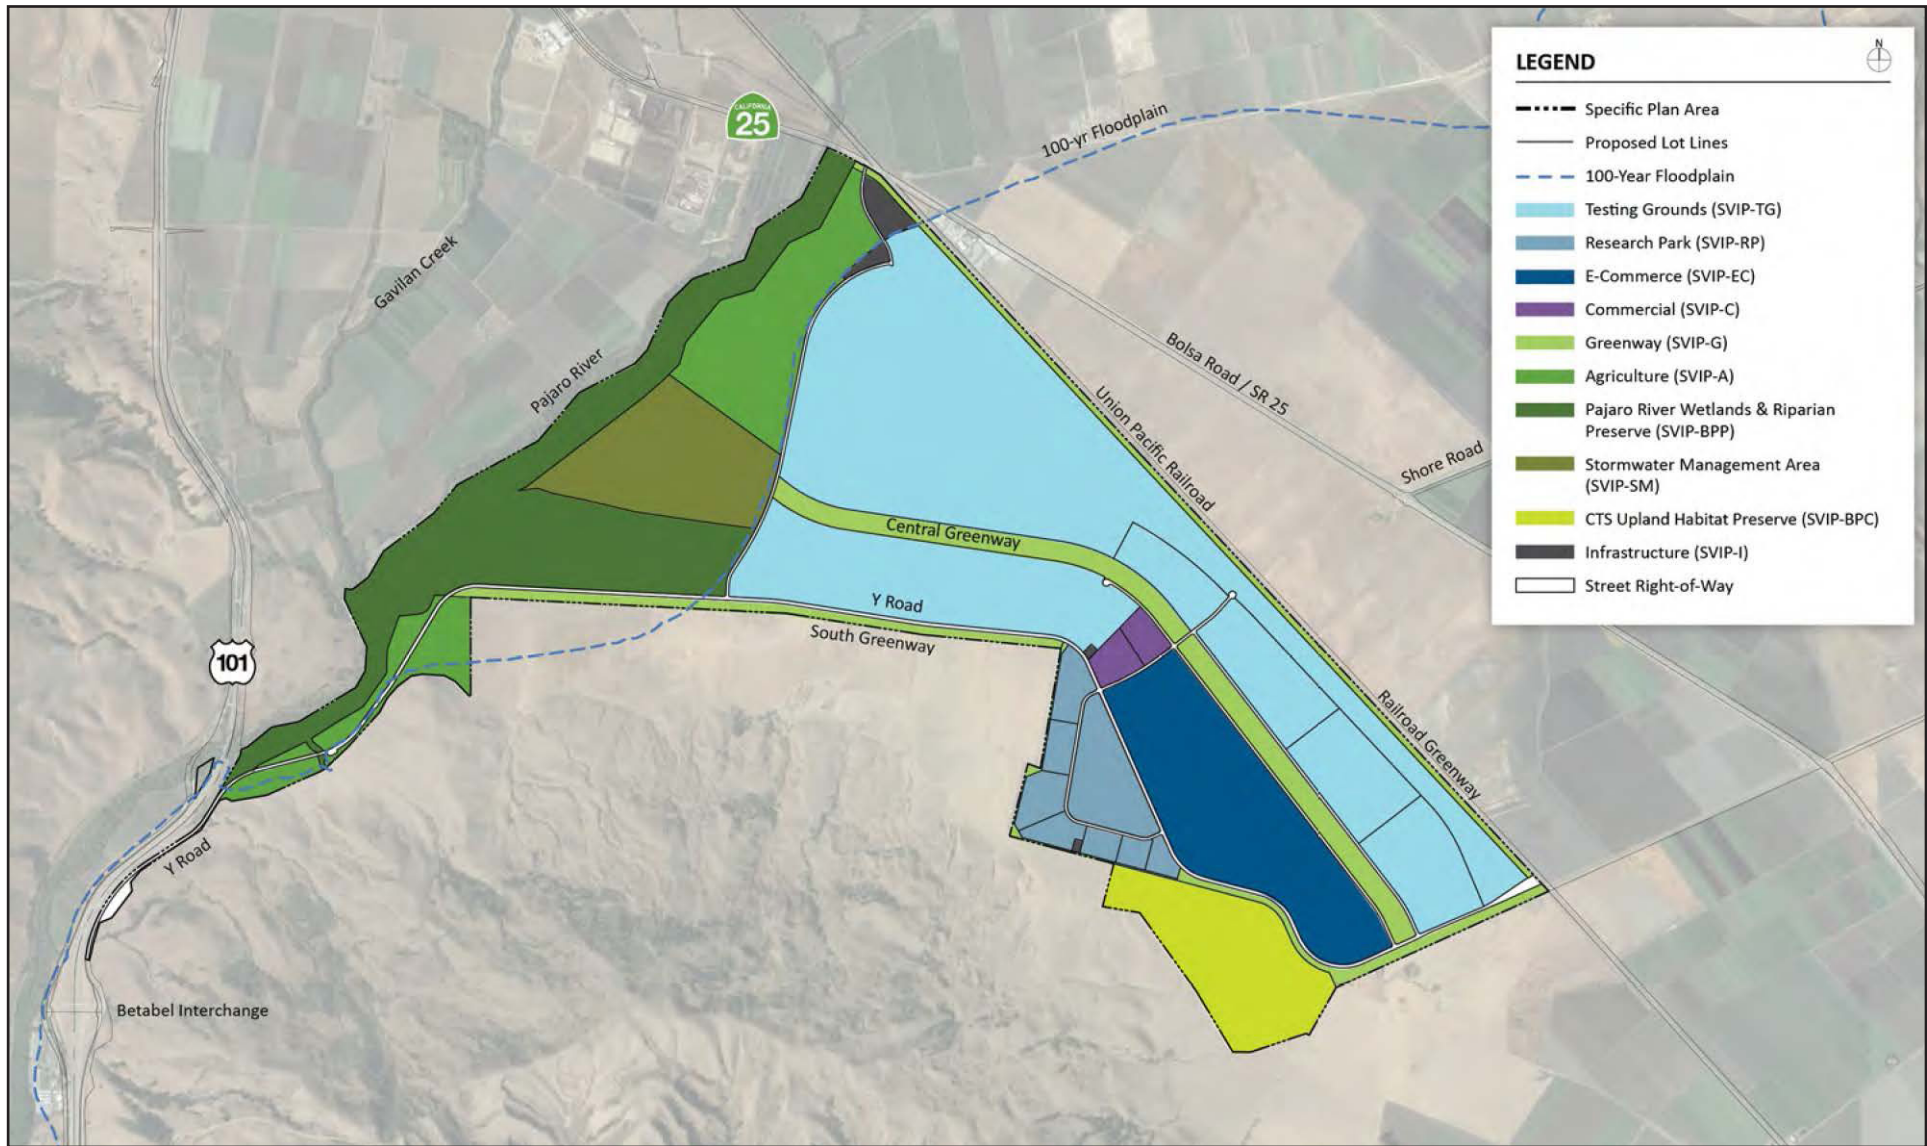 LEGEND
N
Specific Plan Area
Proposed Lot Lines
100-Year Floodplain
Testing Grounds (SVIP-TG)
Research Park (SVIP-RP)
E-Commerce (SVIP-EC)
Commercial (SVIP-C)
Greenway (SVIP-G)
Agriculture (SVIP-A)
Pajaro River Wetlands & Riparian
Preserve (SVIP-BPP)
Stormwater Management Area
(SVIP-SM)
CTS Upland Habitat Preserve (SVIP-BPC)
Infrastructure (SVIP-I)
Street Right-of-Way
CALIFORNIA
25
100-yr Floodplain
Gavilan Creek
Pajaro River
Bolsa Road / SR 25
Union Pacific Railroad
Shore Road
Central Greenway
Y Road
South Greenway
101
Railroad Greenway
Y Road
Betabel Interchange